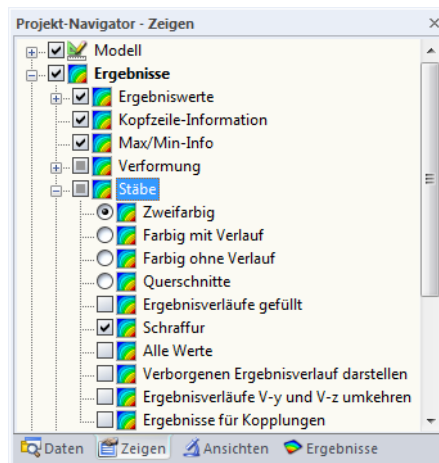 Projekt-Navigator - Zeigen
Modell
Ergebnisse
Ergebniswerte
Kopfzeile-Information
Max/Min-Info
Verformung
Stäbe
Zweifarbig
Farbig mit Verlauf
Farbig ohne Verlauf
Querschnitte
Ergebnisverläufe gefüllt
Schraffur
Alle Werte
Verborgenen Ergebnisverlauf darstellen
Ergebnisverläufe V-y und V-z umkehren
Ergebnisse für Kopplungen
Daten Zeigen Ansichten Ergebnisse